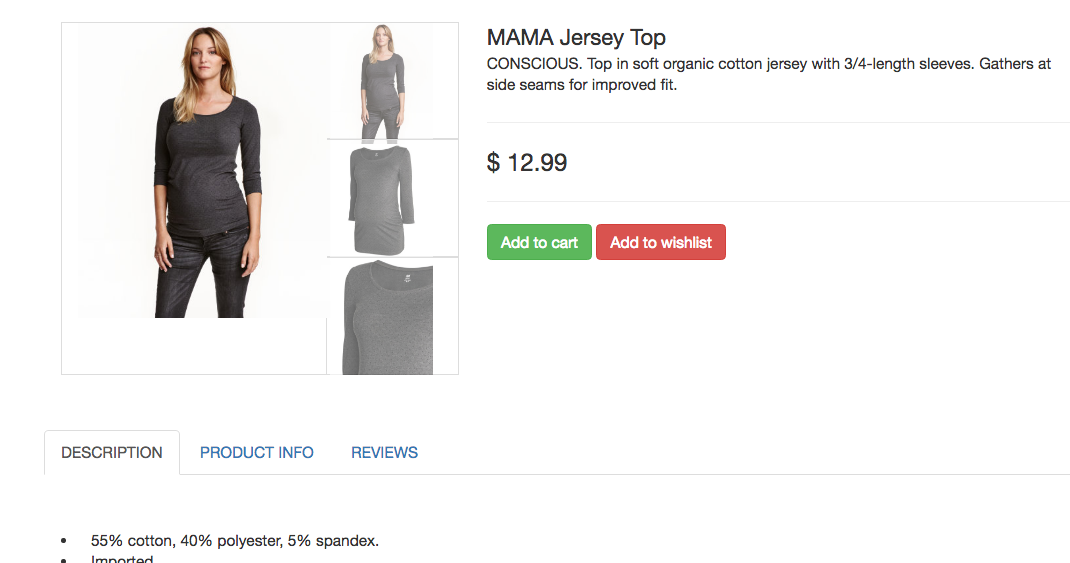 MAMA Jersey Top
CONSCIOUS. Top in soft organic cotton jersey with 3/4-length sleeves. Gathers at
side seams for improved fit.
$ 12.99
Add to cart Add to wishlist
DESCRIPTION PRODUCT INFO REVIEWS
• 55% cotton, 40% polyester, 5% spandex.
• Imported